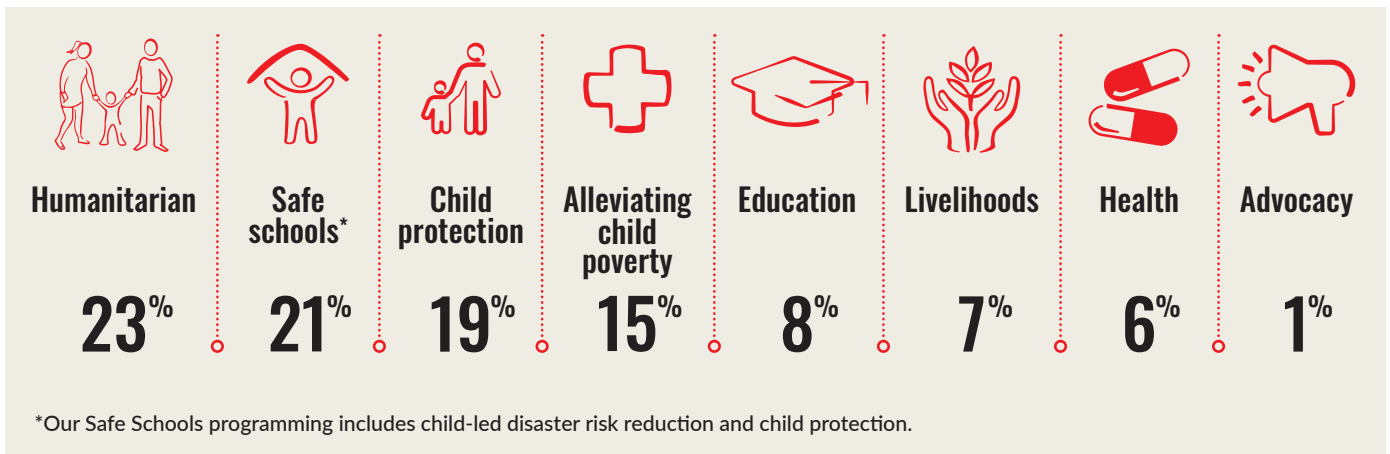 Humanitarian
23%
Safe
schools*
21%
Child
protection
19%
Alleviating
child
poverty
15%
Education
8%
Livelihoods
7%
Health
6%
Advocacy
1%
*Our Safe Schools programming includes child-led disaster risk reduction and child protection.